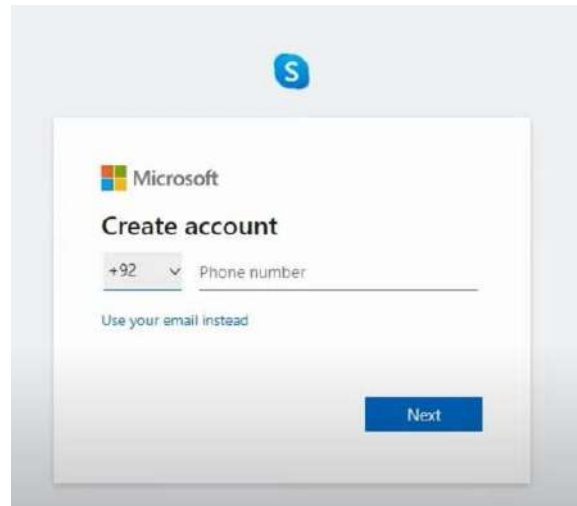 S
Microsoft
Create account
+92 Phone number
Use your email instead
Next